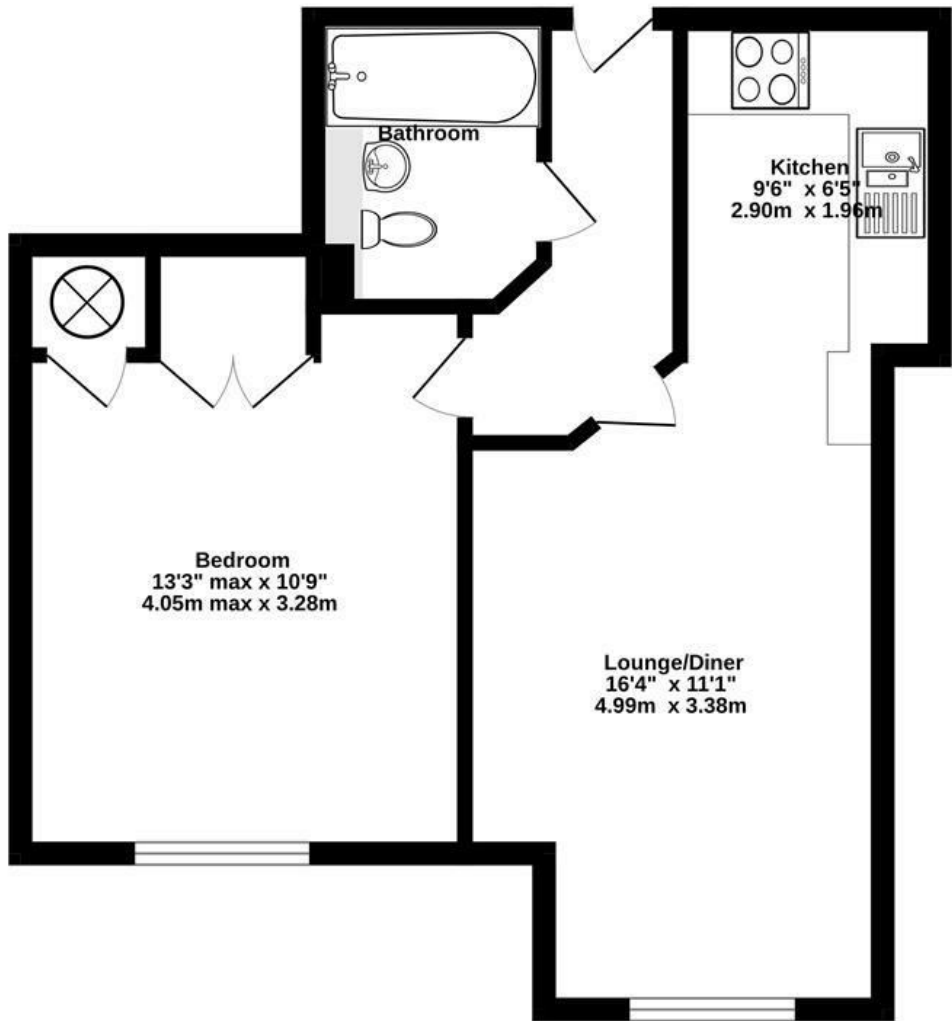 Bathroom
Kitchen
9'6" x 6'5"
2.90m x 1.96m
Bedroom
13'3" max x 10'9"
4.05m max x 3.28m
Lounge/Diner
16'4" x 11'1"
4.99m x 3.38m